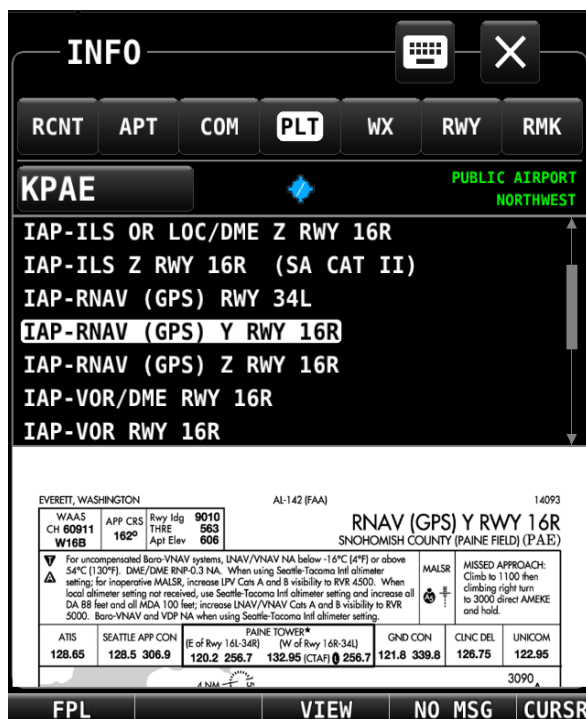 INFO
RCNT APT COM PLT WX RWY RMK
KPAE
PUBLIC AIRPORT
NORTHWEST
IAP-ILS OR LOC/DME Z RWY 16R
IAP-ILS Z RWY 16R (SA CAT II)
IAP-RNAV (GPS) RWY 34L
IAP-RNAV (GPS) Y RWY 16R
IAP-RNAV (GPS) Z RWY 16R
IAP-VOR/DME RWY 16R
IAP-VOR RWY 16R
EVERETT, WASHINGTON AL-142 (FAA) 14093
WAAS
CH 60911
W16B
APP CRS
162°
Rwy Idg 9010
THRE 563
Apt Elev 606
RNAV (GPS) Y RWY 16R
SNOHOMISH COUNTY (PAINE FIELD) (PAE)
T
A
For uncompensated Baro-VNAV systems, LNAV/VNAV NA below -16°C (4°F) or above
54°C (130°F). DME/DME RNP-0.3 NA. When using Seattle-Tacoma Intl altimeter
setting; for inoperative MALSR, increase LPV Cats A and B visibility to RVR 4500. When
local altimeter setting not received, use Seattle-Tacoma Intl altimeter setting and increase all
DA 88 feet and all MDA 100 feet; increase LNAV/VNAV Cats A and B visibility to RVR
5000. Baro-VNAV and VDP NA when using Seattle-Tacoma Intl altimeter setting.
MALSR
MISSED APPROACH:
Climb to 1100 then
climbing right turn
to 3000 direct AMEKE
and hold.
ATIS
128.65
SEATTLE APP CON
128.5 306.9
PAINE TOWER*
(E of Rwy 16L-34R) (W of Rwy 16R-34L)
120.2 256.7 132.95 (CTAF) 256.7
GND CON
121.8 339.8
CLNC DEL
126.75
UNICOM
122.95
4 NM
3090
FPL VIEW NO MSG CURSR